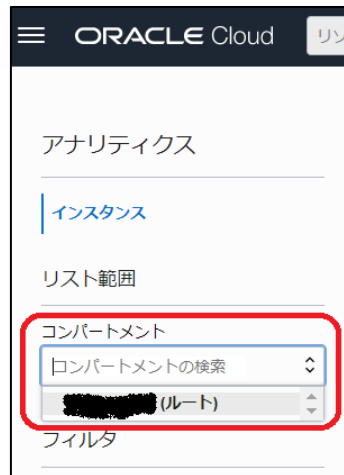 ORACLE Cloud
リソ
アナリティクス
インスタンス
リスト範囲
コンパートメント
コンパートメントの検索
(ルート)
フィルタ